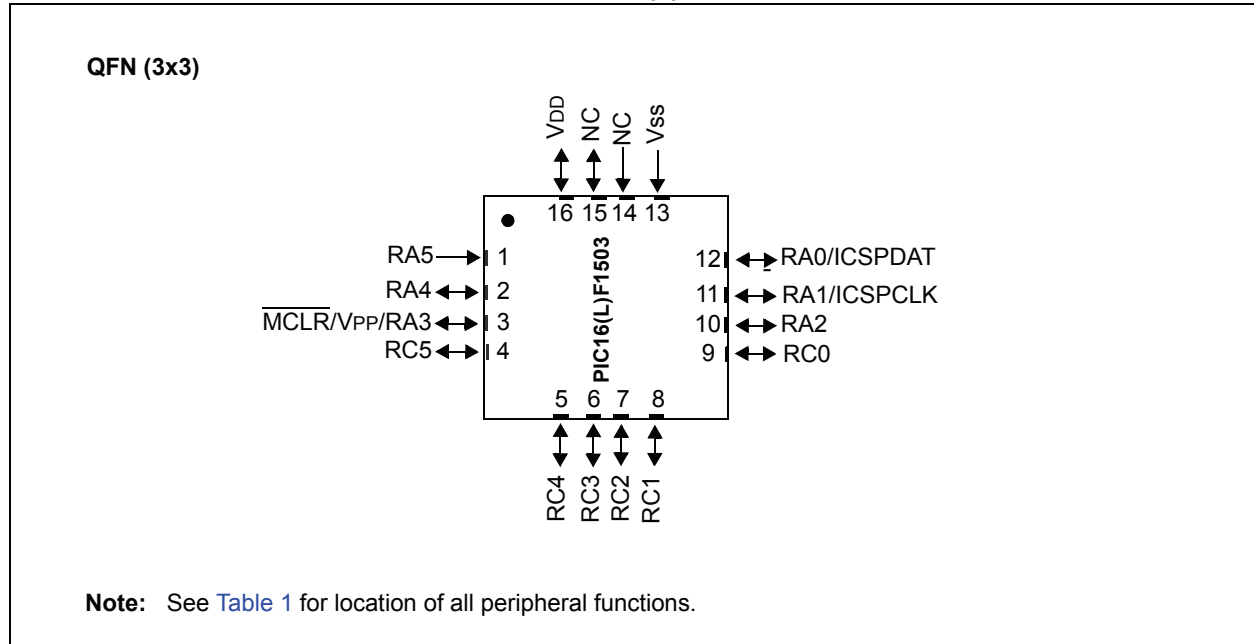 QFN (3x3)
VDD
NC
NC
Vss
16 15 14 13
RA5 1
RA4 2
MCLR/VPP/RA3 3
RC5 4
PIC16(L)F1503
12 RA0/ICSPDAT
11 RA1/ICSPCLK
10 RA2
9 RC0
5 6 7 8
RC4
RC3
RC2
RC1
Note: See Table 1 for location of all peripheral functions.